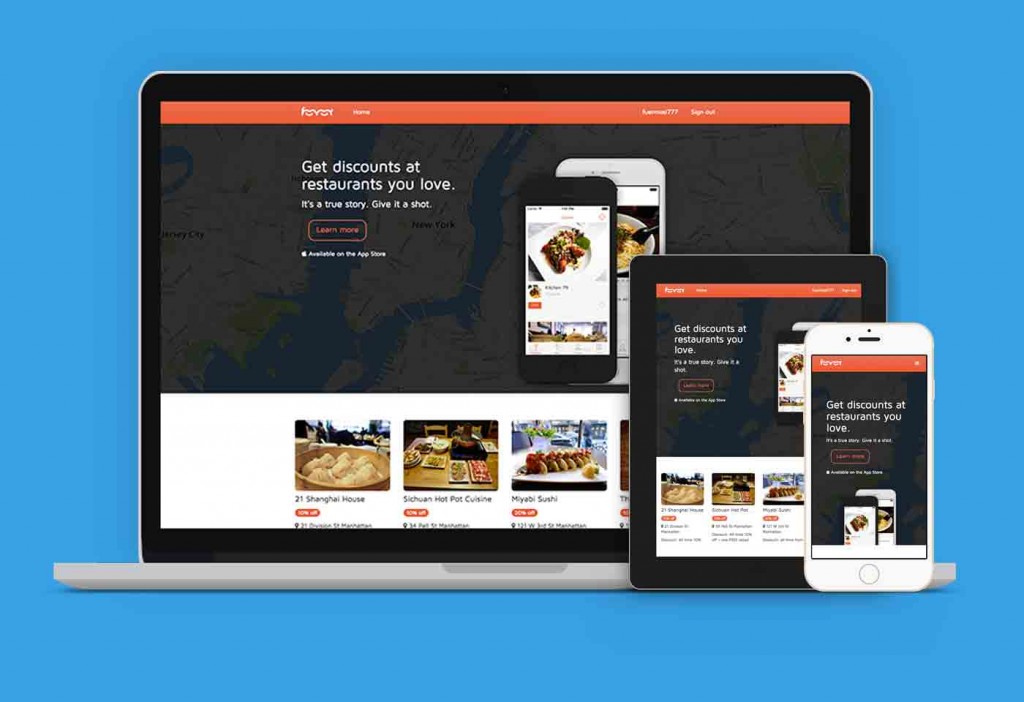 fever Home fuermosi777 Sign out
Get discounts at
restaurants you love.
It's a true story. Give it a shot.
Learn more
Available on the App Store
Jersey City
New York
Kitchen 79
21 Shanghai House
10% off
21 Division St Manhattan
Sichuan Hot Pot Cuisine
10% off
34 Pell St Manhattan
Miyabi Sushi
20% off
121 W 3rd St Manhattan
Th
Home Sign out
Get discounts at
restaurants you
love.
It's a true story. Give it a
shot.
Learn more
Available on the App Store
21 Shanghai House
Sichuan Hot Pot
Miyabi Sushi
Get discounts at
restaurants you
love.
It's a true story. Give it a shot.
Learn more
Available on the App Store